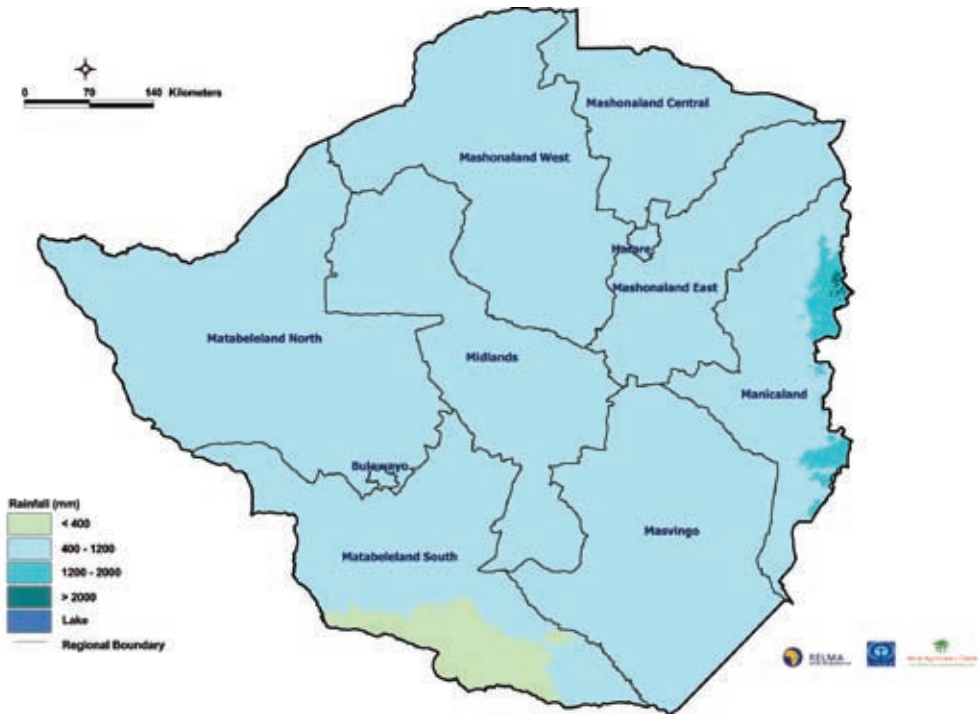 0 70 140 Kilometers
Mashonaland Central
Mashonaland West
Harare
Mashonaland East
Matabeleland North
Midlands
Manicaland
Bulawayo
Masvingo
Matabeleland South
Rainfall (mm)
< 400
400 - 1200
1200 - 2000
> 2000
Lake
Regional Boundary
RELMA